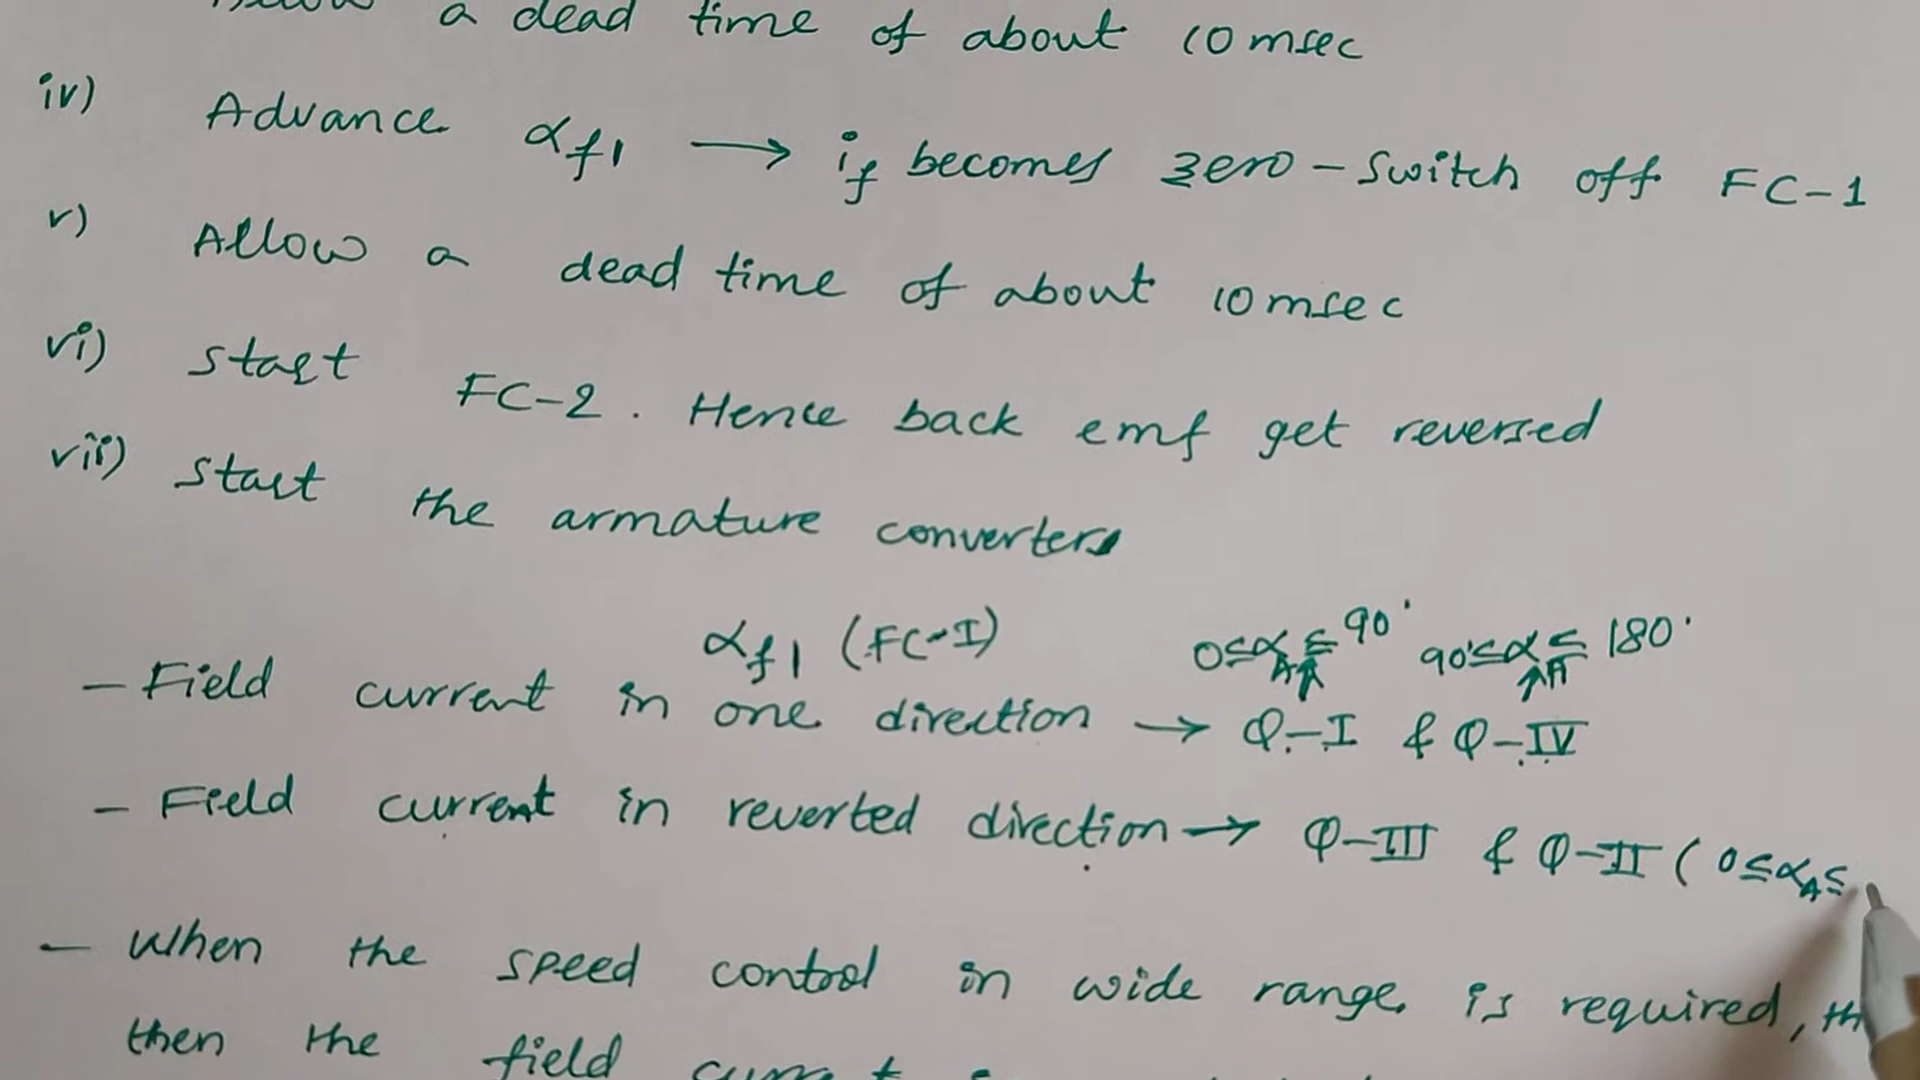 a dead time of about 10 msec
iv) Advance αf1 → if becomes zero - Switch off FC-1
v) Allow a dead time of about 10 msec
vi) Start FC-2. Hence back emf get reversed
vii) Start the armature converters
αf1 (FC-I) 0≤αA≤90° 90°≤αA≤180°
- Field current in one direction → Q-I & Q-IV
- Field current in reverted direction → Q-III & Q-II (0≤αA≤
- When the speed control in wide range is required, th
then the field